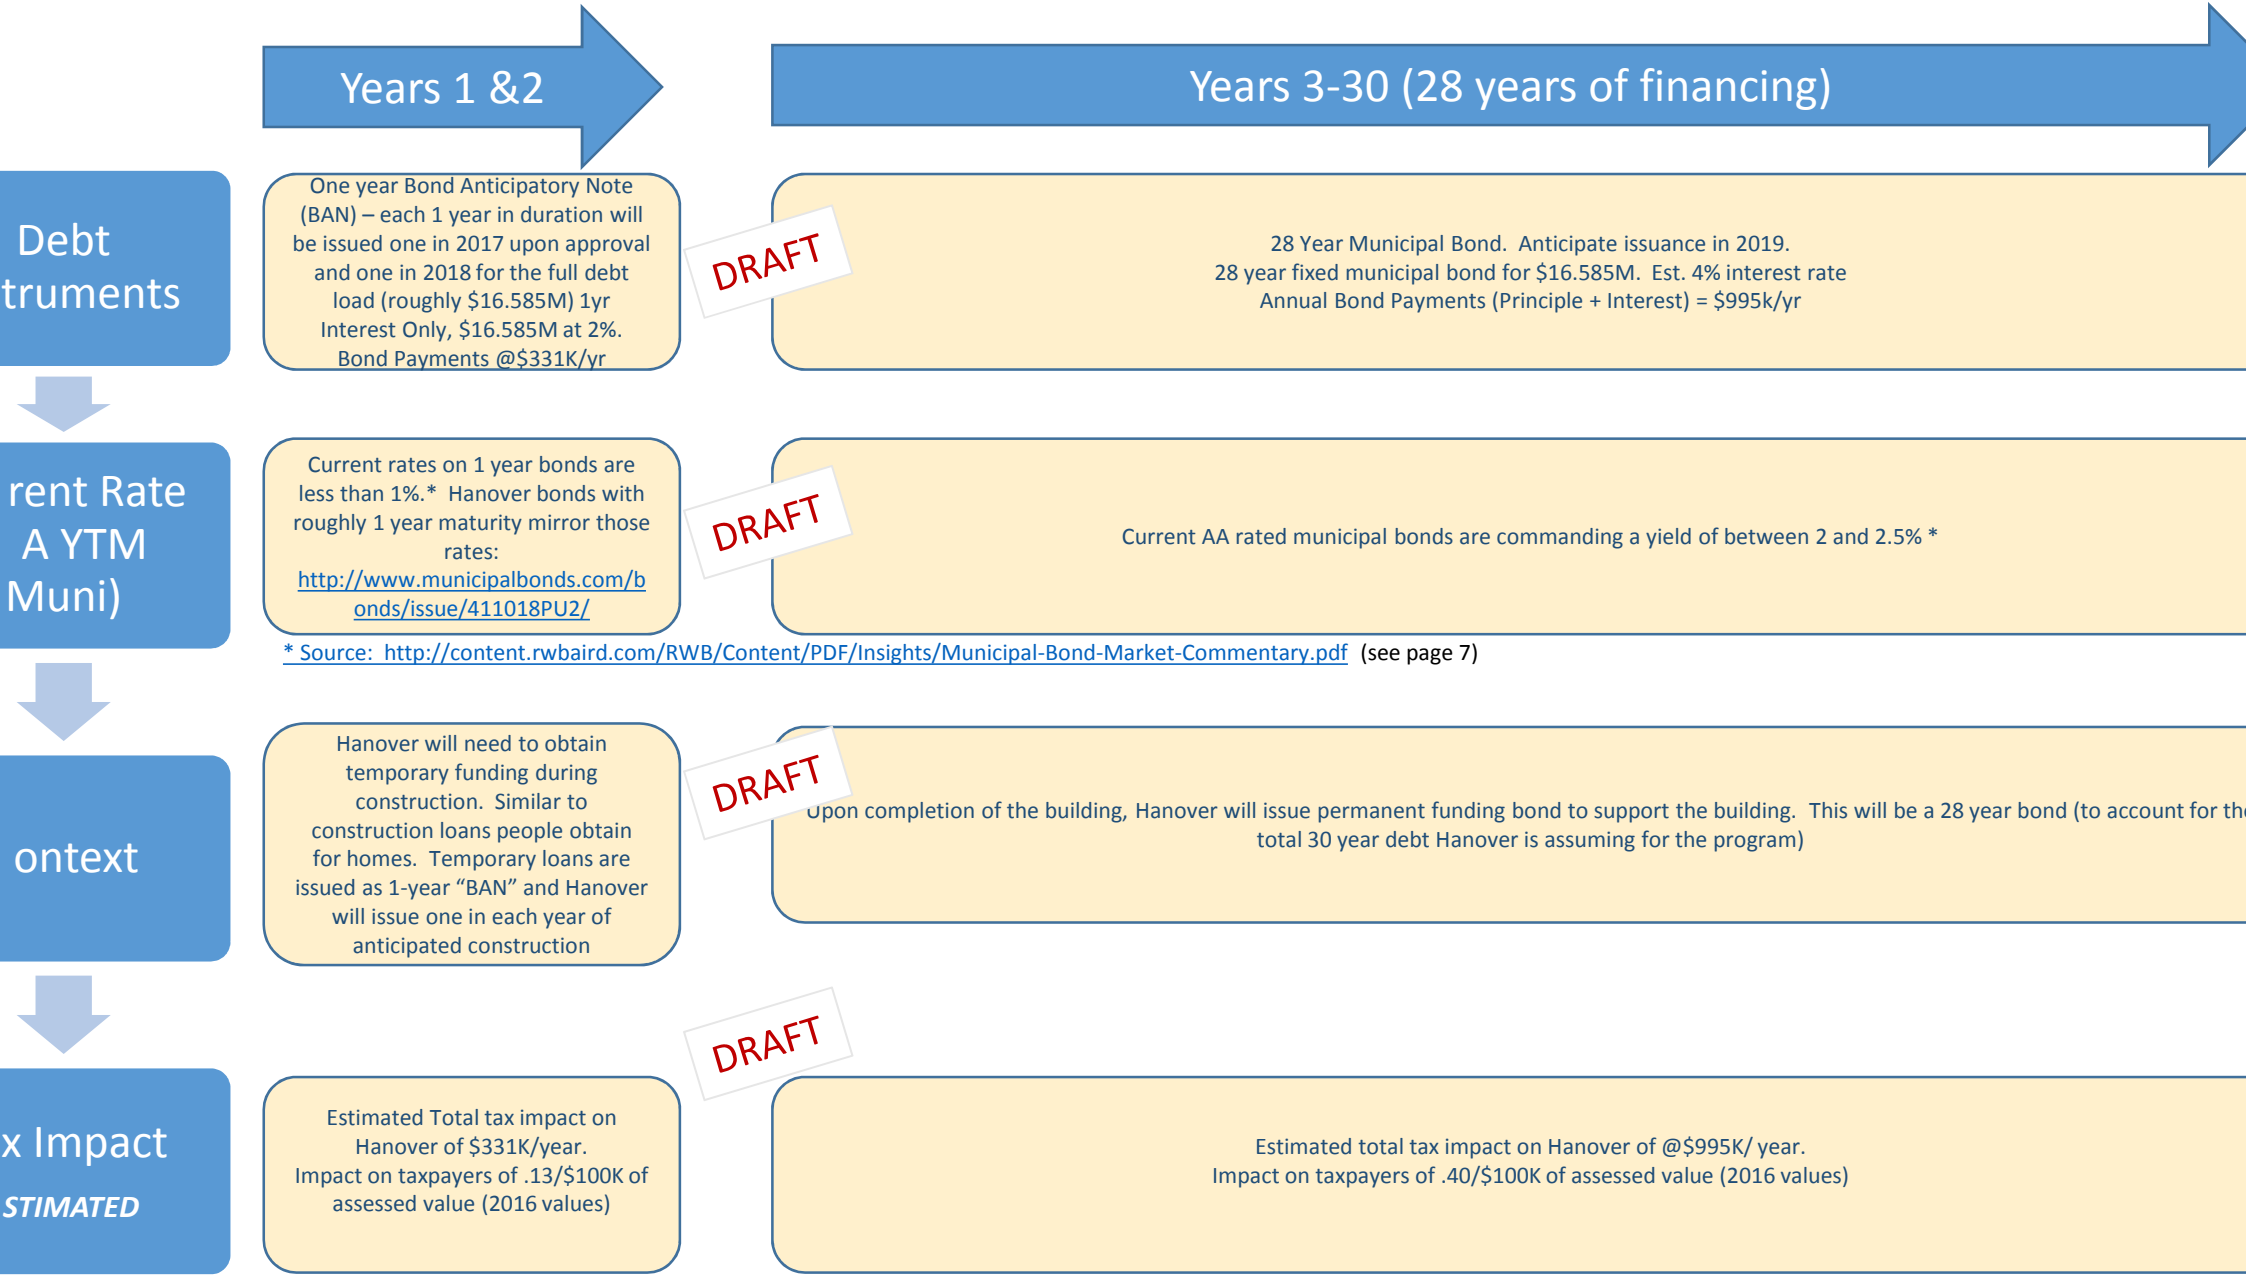 Years 1 &2
Years 3-30 (28 years of financing)
Debt
truments
One year Bond Anticipatory Note
(BAN) – each 1 year in duration will
be issued one in 2017 upon approval
and one in 2018 for the full debt
load (roughly $16.585M) 1yr
Interest Only, $16.585M at 2%.
Bond Payments @$331K/yr
DRAFT
28 Year Municipal Bond.  Anticipate issuance in 2019.
28 year fixed municipal bond for $16.585M.  Est. 4% interest rate
Annual Bond Payments (Principle + Interest) = $995k/yr
rent Rate
A YTM
Muni)
Current rates on 1 year bonds are
less than 1%.*  Hanover bonds with
roughly 1 year maturity mirror those
rates:
http://www.municipalbonds.com/b
onds/issue/411018PU2/
DRAFT
Current AA rated municipal bonds are commanding a yield of between 2 and 2.5% *
* Source:  http://content.rwbaird.com/RWB/Content/PDF/Insights/Municipal-Bond-Market-Commentary.pdf  (see page 7)
ontext
Hanover will need to obtain
temporary funding during
construction.  Similar to
construction loans people obtain
for homes.  Temporary loans are
issued as 1-year “BAN” and Hanover
will issue one in each year of
anticipated construction
DRAFT
Upon completion of the building, Hanover will issue permanent funding bond to support the building.  This will be a 28 year bond (to account for the
total 30 year debt Hanover is assuming for the program)
x Impact
STIMATED
Estimated Total tax impact on
Hanover of $331K/year.
Impact on taxpayers of .13/$100K of
assessed value (2016 values)
DRAFT
Estimated total tax impact on Hanover of @$995K/ year.
Impact on taxpayers of .40/$100K of assessed value (2016 values)